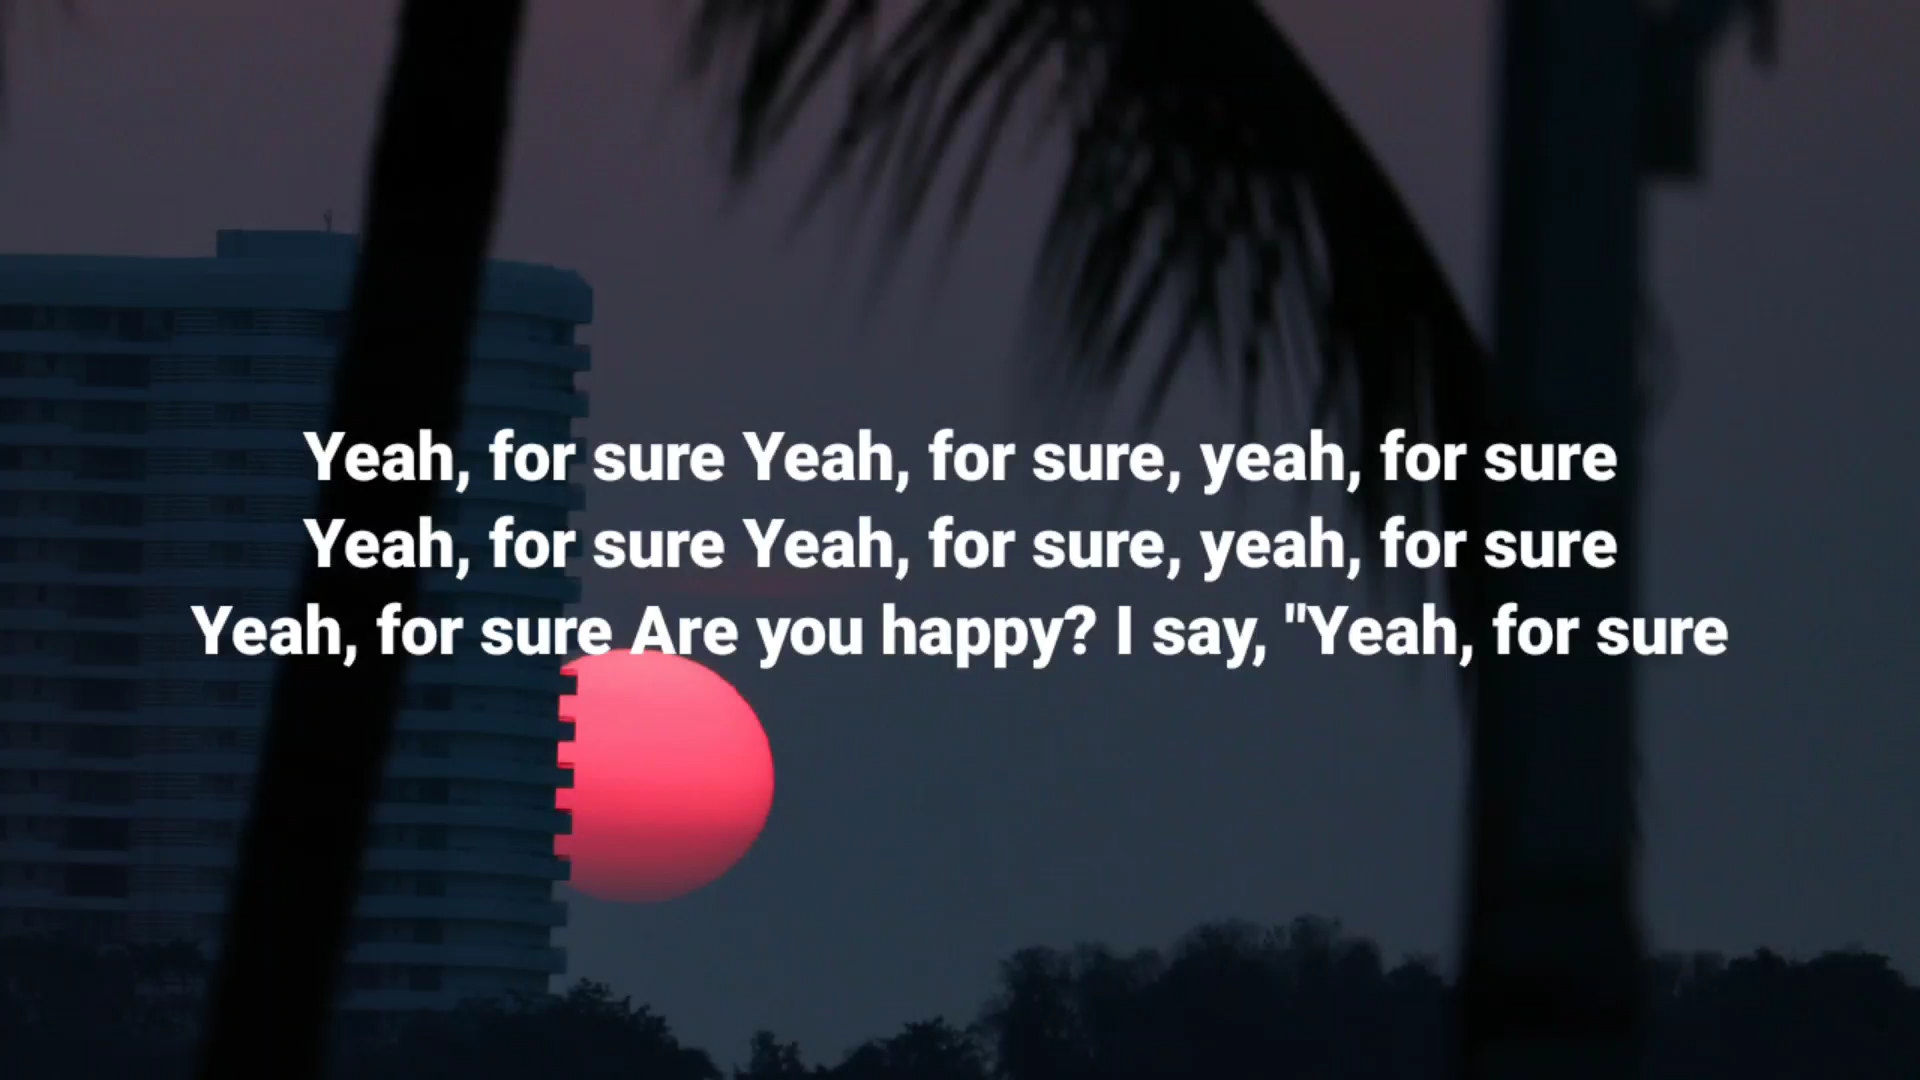 Yeah, for sure Yeah, for sure, yeah, for sure
Yeah, for sure Yeah, for sure, yeah, for sure
Yeah, for sure Are you happy? I say, "Yeah, for sure